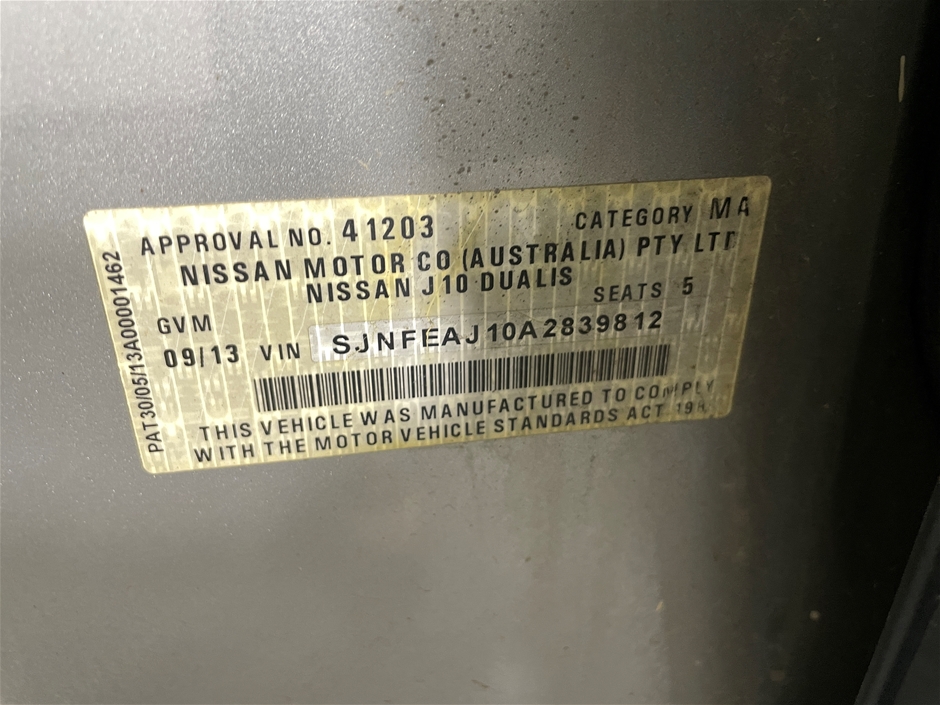 APPROVAL NO. 41203 CATEGORY MA
NISSAN MOTOR CO (AUSTRALIA) PTY LTD
NISSAN J10 DUALIS
GVM SEATS 5
09/13 VIN SJNFEAJ10A2839812
THIS VEHICLE WAS MANUFACTURED TO COMPLY
WITH THE MOTOR VEHICLE STANDARDS ACT
PAT30/05/13A00001462